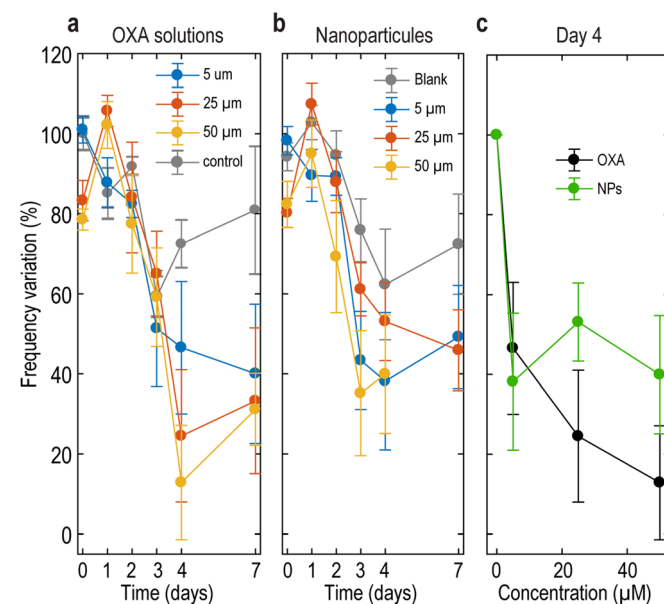 a OXA solutions
b Nanoparticules
c Day 4
Frequency variation (%)
120
100
80
60
40
20
0
5 um
25 µm
50 µm
control
0 1 2 3 4 7
Time (days)
Blank
5 µm
25 µm
50 µm
0 1 2 3 4 7
Time (days)
OXA
NPs
0 20 40
Concentration (µM)